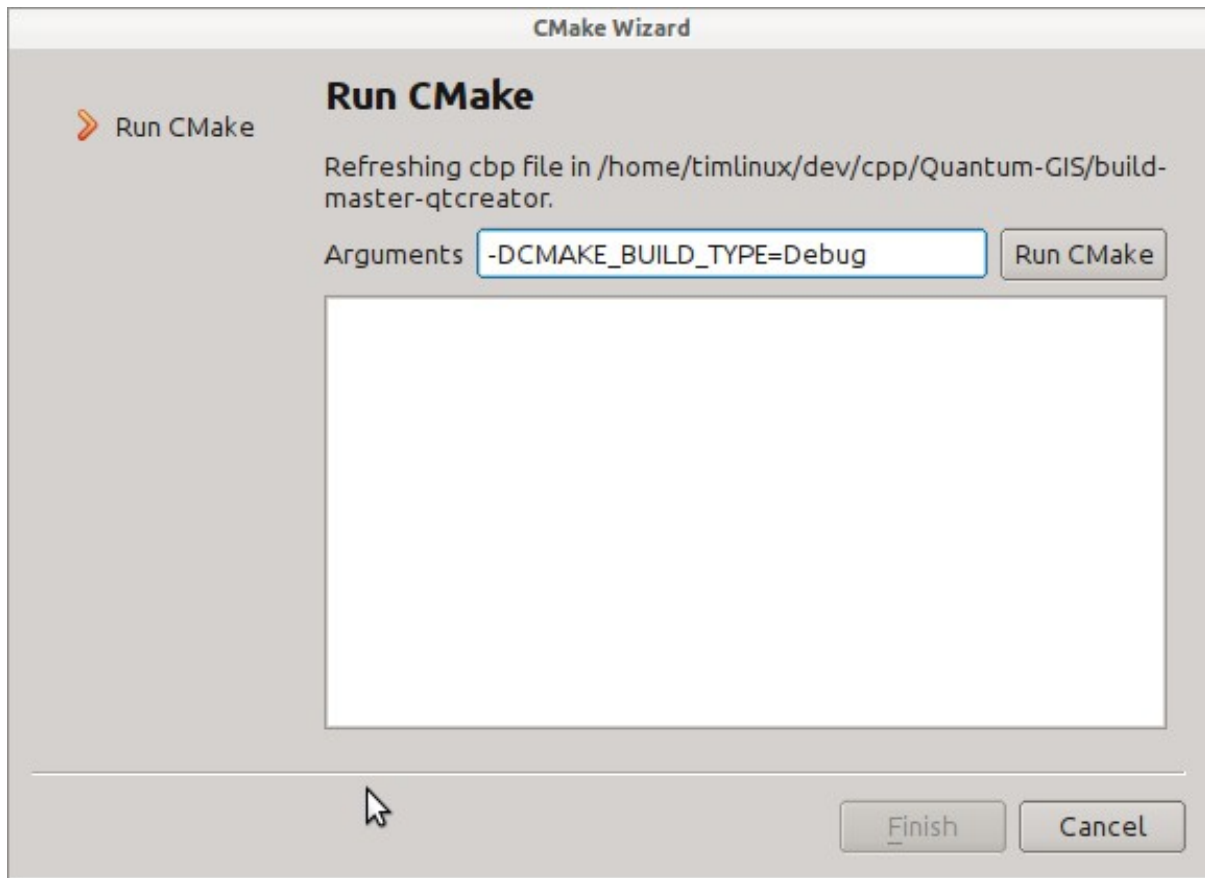 CMake Wizard
Run CMake
Run CMake
Refreshing cbp file in /home/timlinux/dev/cpp/Quantum-GIS/build-
master-qtcreator.
Arguments -DCMAKE_BUILD_TYPE=Debug Run CMake
Finish Cancel